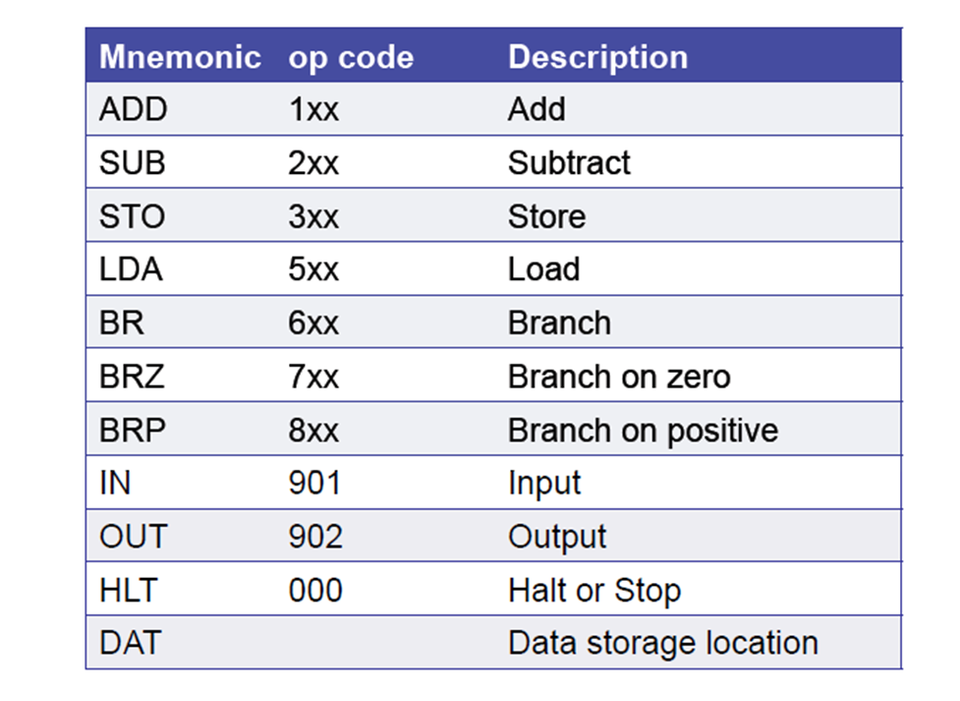 Mnemonic op code Description
ADD 1xx Add
SUB 2xx Subtract
STO 3xx Store
LDA 5xx Load
BR 6xx Branch
BRZ 7xx Branch on zero
BRP 8xx Branch on positive
IN 901 Input
OUT 902 Output
HLT 000 Halt or Stop
DAT Data storage location